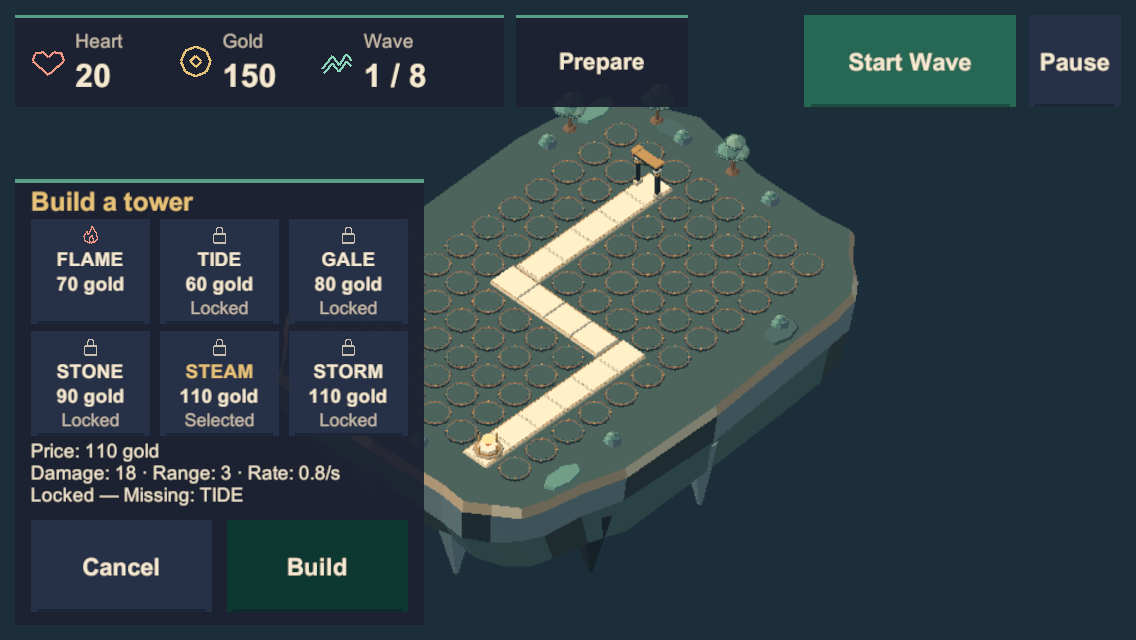 Heart
20
Gold
150
Wave
1 / 8
Prepare
Start Wave
Pause
Build a tower
FLAME
70 gold
TIDE
60 gold
Locked
GALE
80 gold
Locked
STONE
90 gold
Locked
STEAM
110 gold
Selected
STORM
110 gold
Locked
Price: 110 gold
Damage: 18 · Range: 3 · Rate: 0.8/s
Locked — Missing: TIDE
Cancel
Build